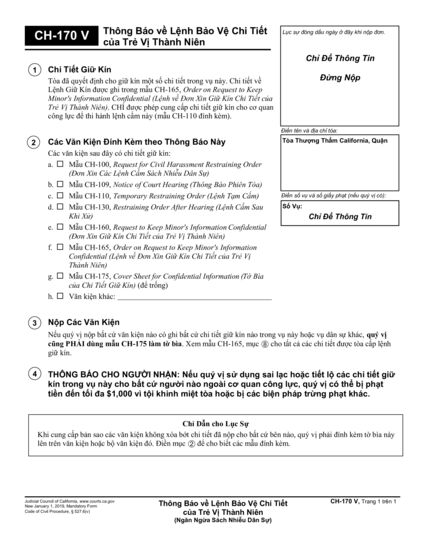 CH-170 V
Thông Báo về Lệnh Bảo Vệ Chi Tiết
của Trẻ Vị Thành Niên
Lục sự đóng dấu ngày ở đây khi nộp đơn.
Chỉ Để Thông Tin
Đừng Nộp
Điền tên và địa chỉ tòa:
Tòa Thượng Thẩm California, Quận
Điền số vụ và số giấy phạt (nếu quý vị có):
Số Vụ:
Chỉ Để Thông Tin
1 Chi Tiết Giữ Kín
Tòa đã quyết định cho giữ kín một số chi tiết trong vụ này. Chi tiết về
Lệnh Giữ Kín được ghi trong mẫu CH-165, Order on Request to Keep
Minor's Information Confidential (Lệnh về Đơn Xin Giữ Kín Chi Tiết của
Trẻ Vị Thành Niên). CHỈ được phép cung cấp chi tiết giữ kín cho cơ quan
công lực để thi hành lệnh cấm này (mẫu CH-110 đính kèm).
2 Các Văn Kiện Đính Kèm theo Thông Báo Này
Các văn kiện sau đây có chi tiết giữ kín:
a. ☐ Mẫu CH-100, Request for Civil Harassment Restraining Order
(Đơn Xin Các Lệnh Cấm Sách Nhiễu Dân Sự)
b. ☐ Mẫu CH-109, Notice of Court Hearing (Thông Báo Phiên Tòa)
c. ☐ Mẫu CH-110, Temporary Restraining Order (Lệnh Tạm Cấm)
d. ☐ Mẫu CH-130, Restraining Order After Hearing (Lệnh Cấm Sau
Khi Xử)
e. ☐ Mẫu CH-160, Request to Keep Minor's Information Confidential
(Đơn Xin Giữ Kín Chi Tiết của Trẻ Vị Thành Niên)
f. ☐ Mẫu CH-165, Order on Request to Keep Minor's Information
Confidential (Lệnh về Đơn Xin Giữ Kín Chi Tiết của Trẻ Vị
Thành Niên)
g. ☐ Mẫu CH-175, Cover Sheet for Confidential Information (Tờ Bìa
của Chi Tiết Giữ Kín) (để trống)
h. ☐ Văn kiện khác:
3 Nộp Các Văn Kiện
Nếu quý vị nộp bất cứ văn kiện nào có ghi bất cứ chi tiết giữ kín nào trong vụ này hay vụ dân sự khác, quý vị
cũng PHẢI dùng mẫu CH-175 làm tờ bìa. Xem mẫu CH-165, mục ⑧ cho tất cả các chi tiết được tòa cấp lệnh
giữ kín.
4 THÔNG BÁO CHO NGƯỜI NHẬN: Nếu quý vị sử dụng sai lạc hoặc tiết lộ các chi tiết giữ
kín trong vụ này cho bất cứ người nào ngoài cơ quan công lực, quý vị có thể bị phạt
tiền đến tối đa $1,000 vì tội khinh miệt tòa hoặc bị các biện pháp trừng phạt khác.
Chỉ Dẫn cho Lục Sự
Khi cung cấp bản sao các văn kiện không xóa bớt chi tiết đã nộp cho bất cứ bên nào, quý vị phải đính kèm tờ bìa này
lên trên văn kiện hoặc bộ văn kiện đó. Điền mục ② để cho biết các mẫu đính kèm.
Judicial Council of California, www.courts.ca.gov
New January 1, 2019, Mandatory Form
Code of Civil Procedure, § 527.6(v)
Thông Báo về Lệnh Bảo Vệ Chi Tiết
của Trẻ Vị Thành Niên
(Ngăn Ngừa Sách Nhiễu Dân Sự)
CH-170 V, Trang 1 trên 1